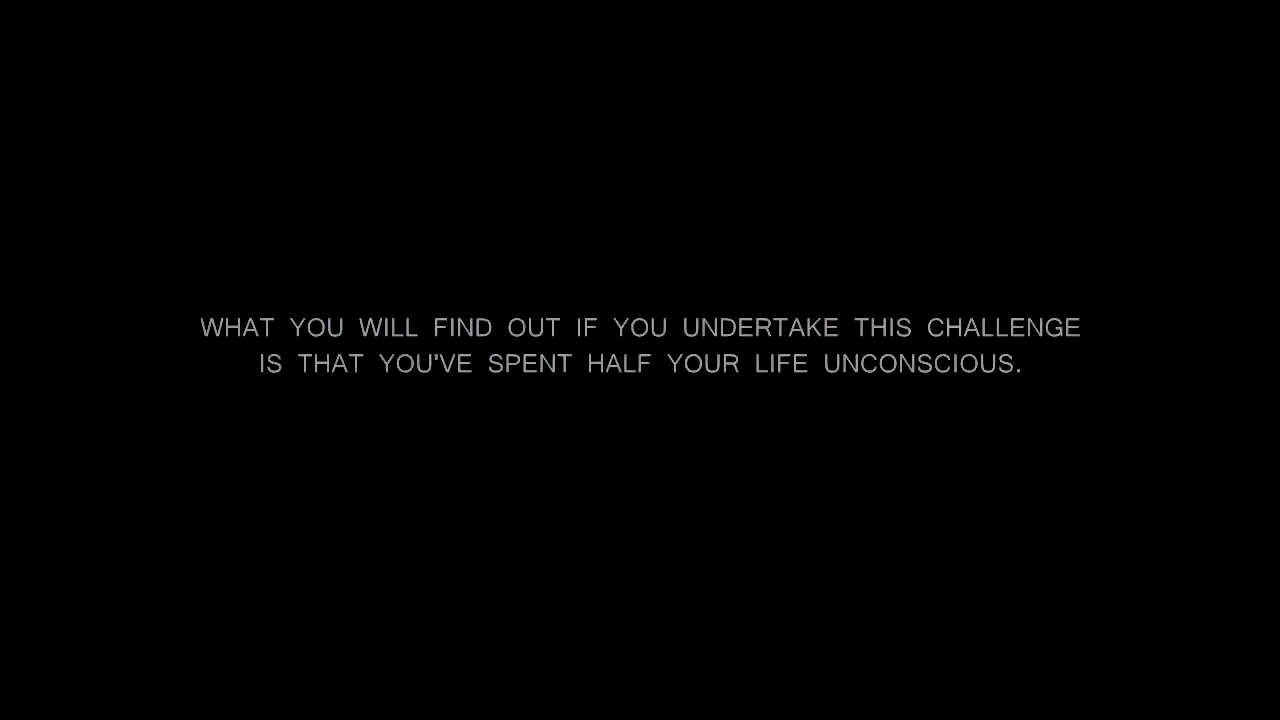 WHAT YOU WILL FIND OUT IF YOU UNDERTAKE THIS CHALLENGE
IS THAT YOU'VE SPENT HALF YOUR LIFE UNCONSCIOUS.